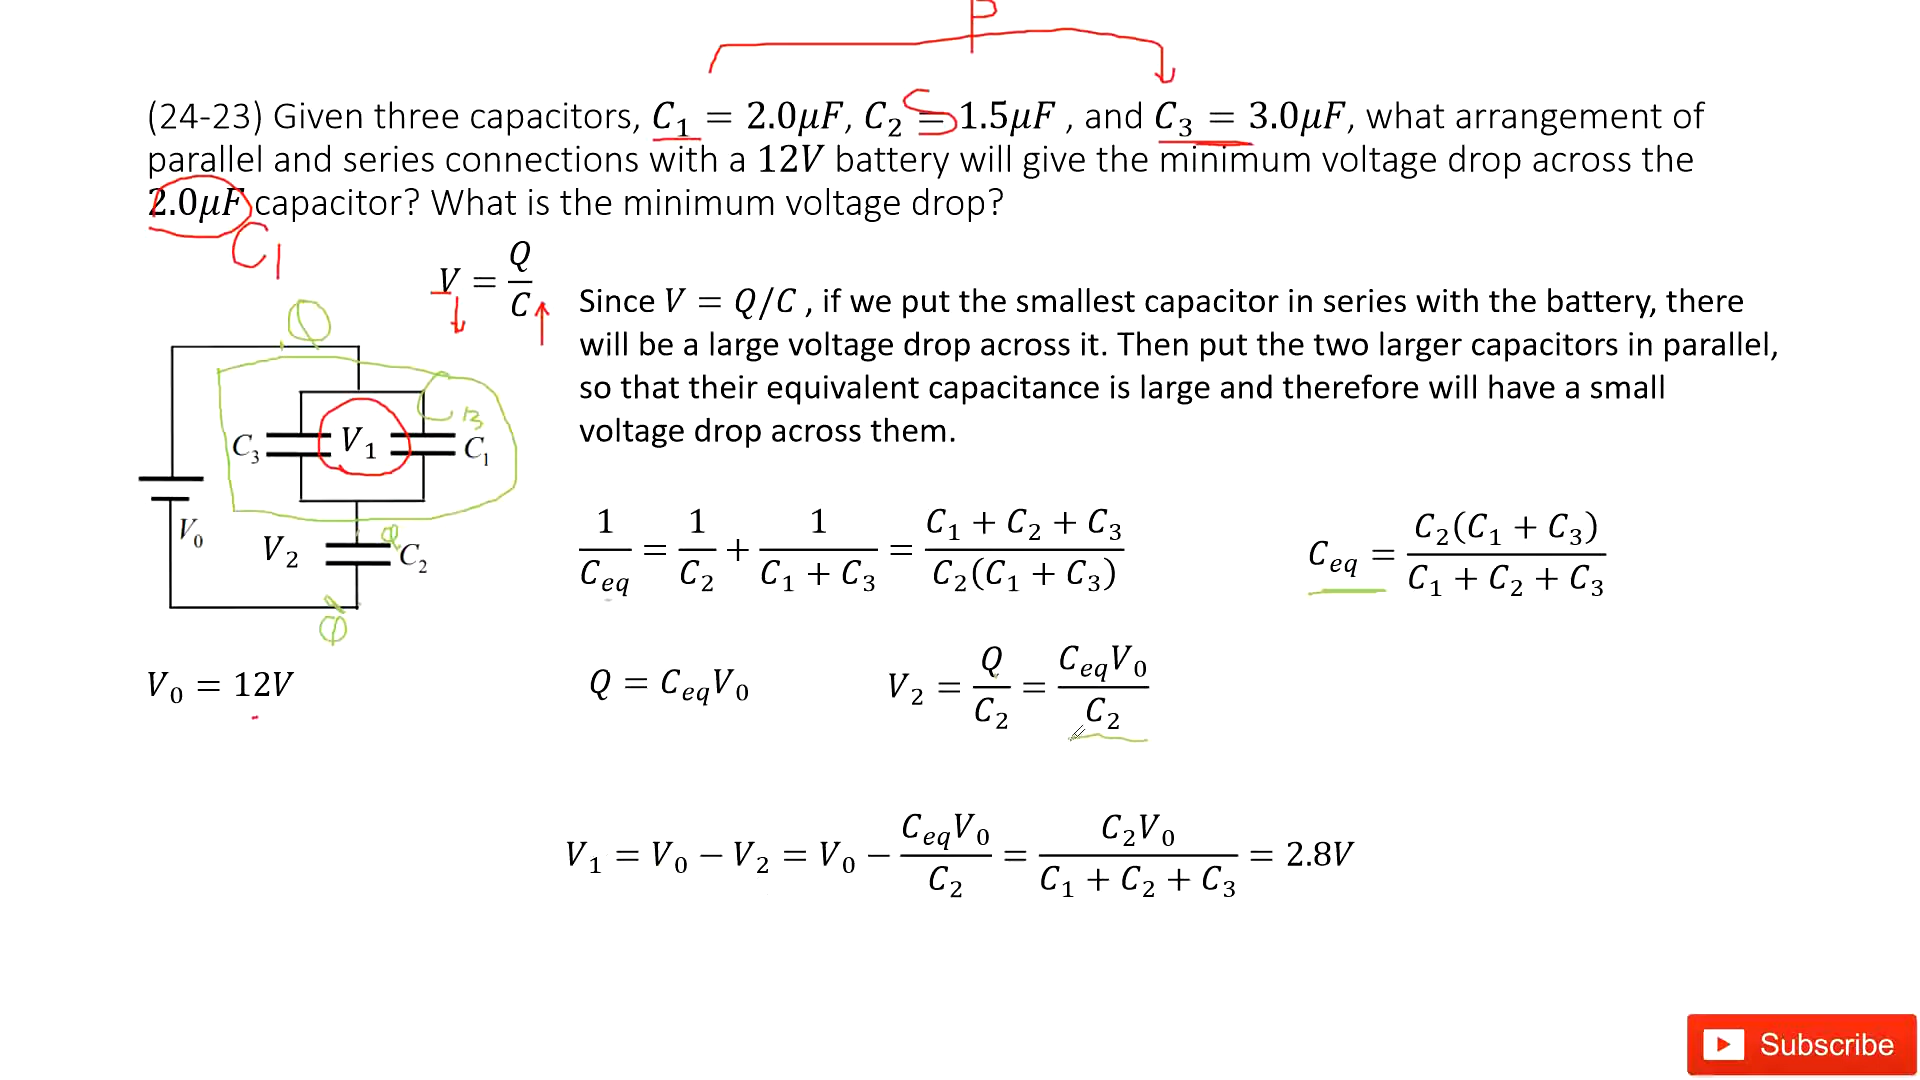 P
(24-23) Given three capacitors, C₁ = 2.0μF, C₂ = 1.5μF , and C₃ = 3.0μF, what arrangement of
S
parallel and series connections with a 12V battery will give the minimum voltage drop across the
2.0μF capacitor? What is the minimum voltage drop?
C1
V = Q/C
Since V = Q/C , if we put the smallest capacitor in series with the battery, there
will be a large voltage drop across it. Then put the two larger capacitors in parallel,
so that their equivalent capacitance is large and therefore will have a small
voltage drop across them.
Q
C13
C₃ V₁ C₁
V₀
V₂ C₂
Q
Q
1/C_eq = 1/C₂ + 1/(C₁ + C₃) = (C₁ + C₂ + C₃)/(C₂(C₁ + C₃))
C_eq = C₂(C₁ + C₃)/(C₁ + C₂ + C₃)
V₀ = 12V
Q = C_eqV₀
V₂ = Q/C₂ = C_eqV₀/C₂
V₁ = V₀ − V₂ = V₀ − C_eqV₀/C₂ = C₂V₀/(C₁ + C₂ + C₃) = 2.8V
Subscribe